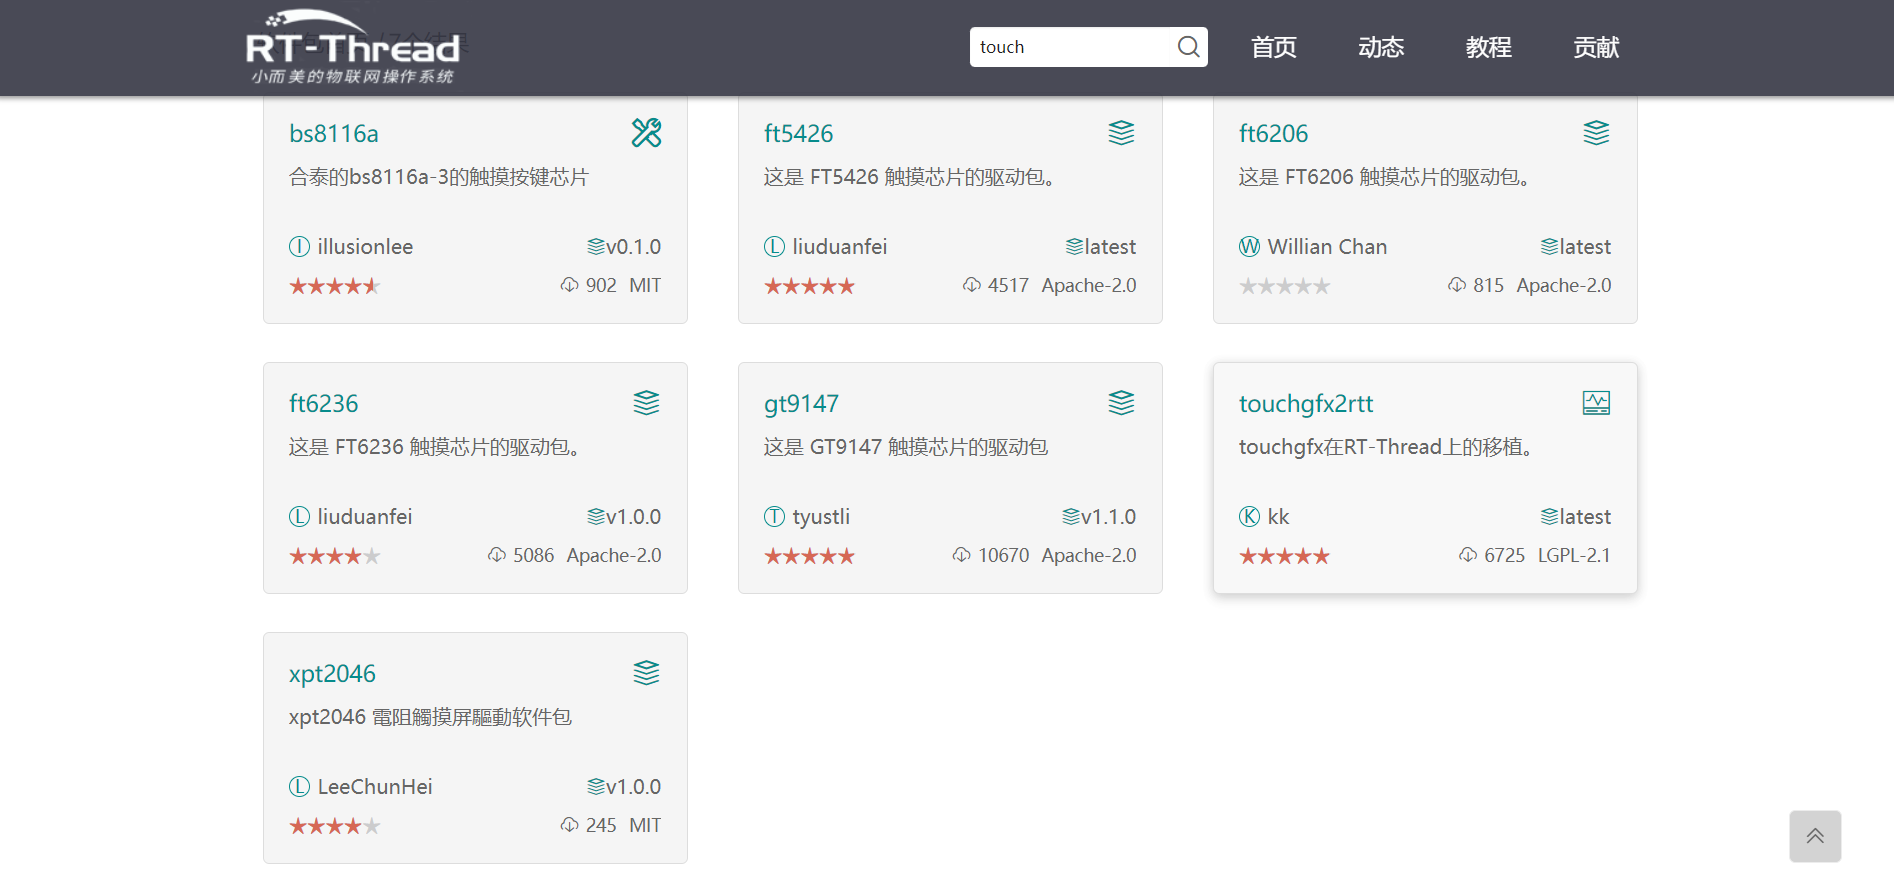 RT-Thread
小而美的物联网操作系统
touch
首页
动态
教程
贡献
bs8116a
合泰的bs8116a-3的触摸按键芯片
I illusionlee
v0.1.0
902 MIT
ft5426
这是 FT5426 触摸芯片的驱动包。
L liuduanfei
latest
4517 Apache-2.0
ft6206
这是 FT6206 触摸芯片的驱动包。
W Willian Chan
latest
815 Apache-2.0
ft6236
这是 FT6236 触摸芯片的驱动包。
L liuduanfei
v1.0.0
5086 Apache-2.0
gt9147
这是 GT9147 触摸芯片的驱动包
T tyustli
v1.1.0
10670 Apache-2.0
touchgfx2rtt
touchgfx在RT-Thread上的移植。
K kk
latest
6725 LGPL-2.1
xpt2046
xpt2046 電阻觸摸屏驅動软件包
L LeeChunHei
v1.0.0
245 MIT